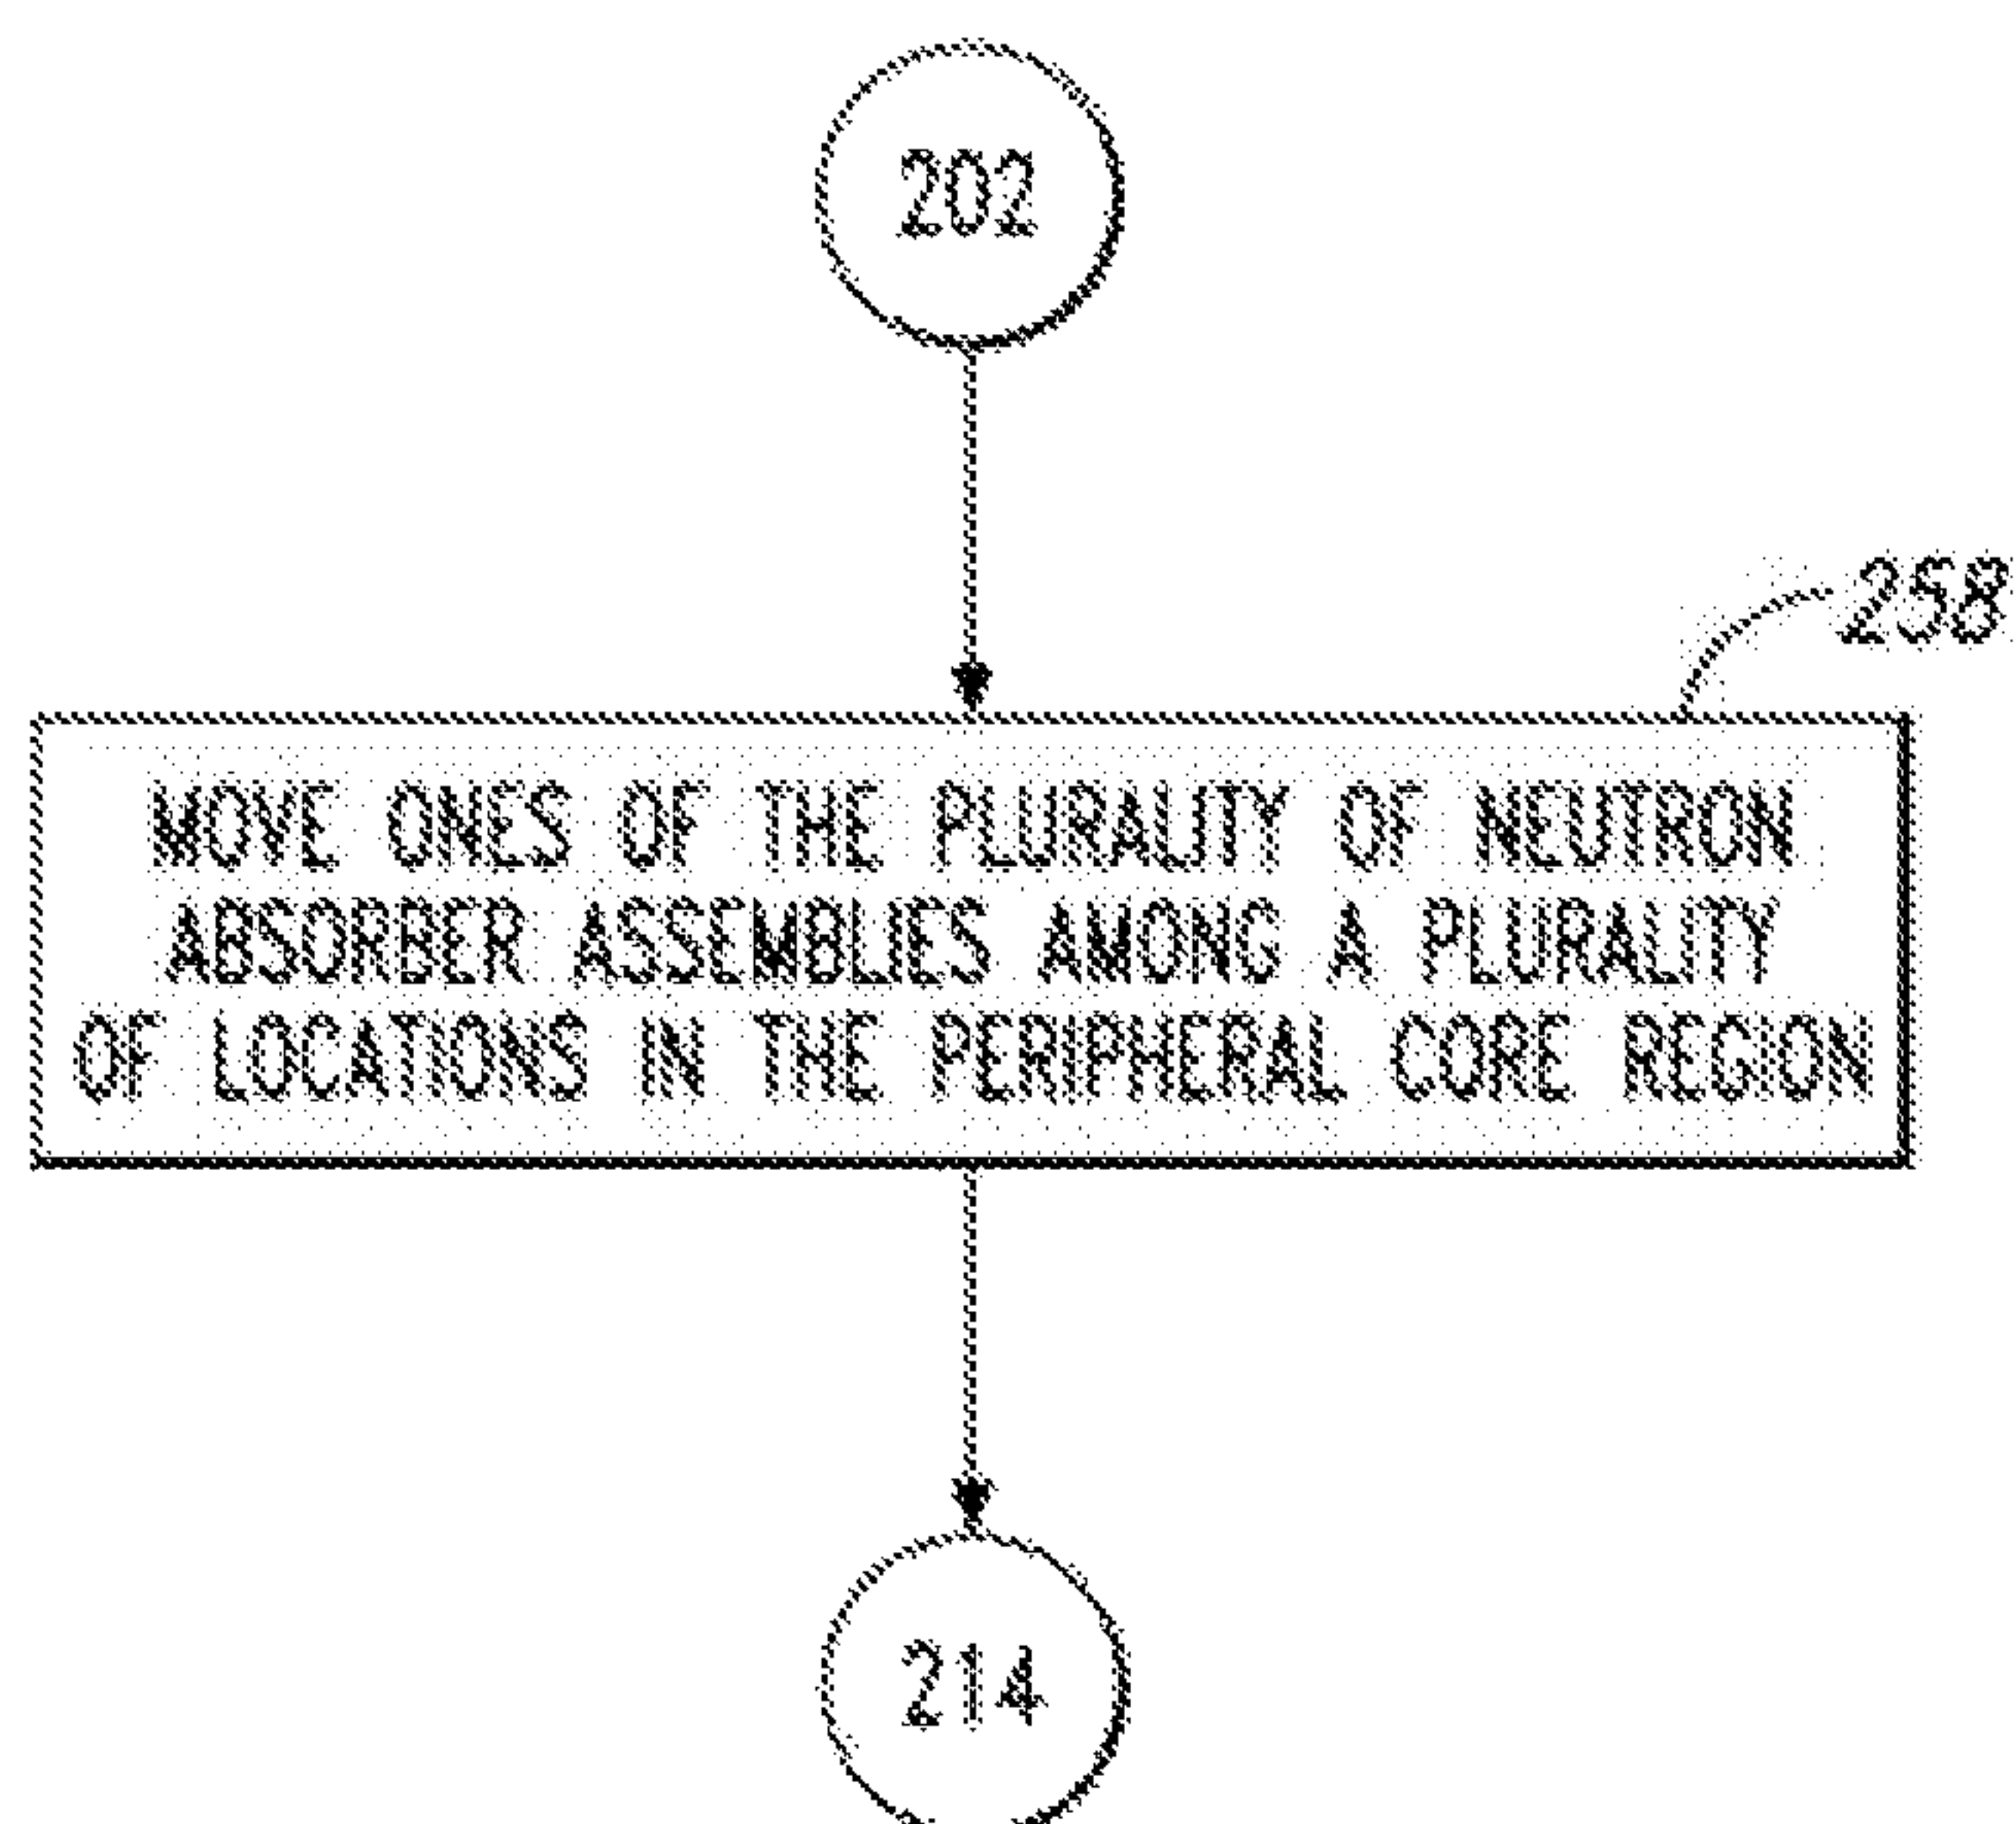 202
258
MOVE ONES OF THE PLURALITY OF NEUTRON
ABSORBER ASSEMBLIES AMONG A PLURALITY
OF LOCATIONS IN THE PERIPHERAL CORE REGION
214